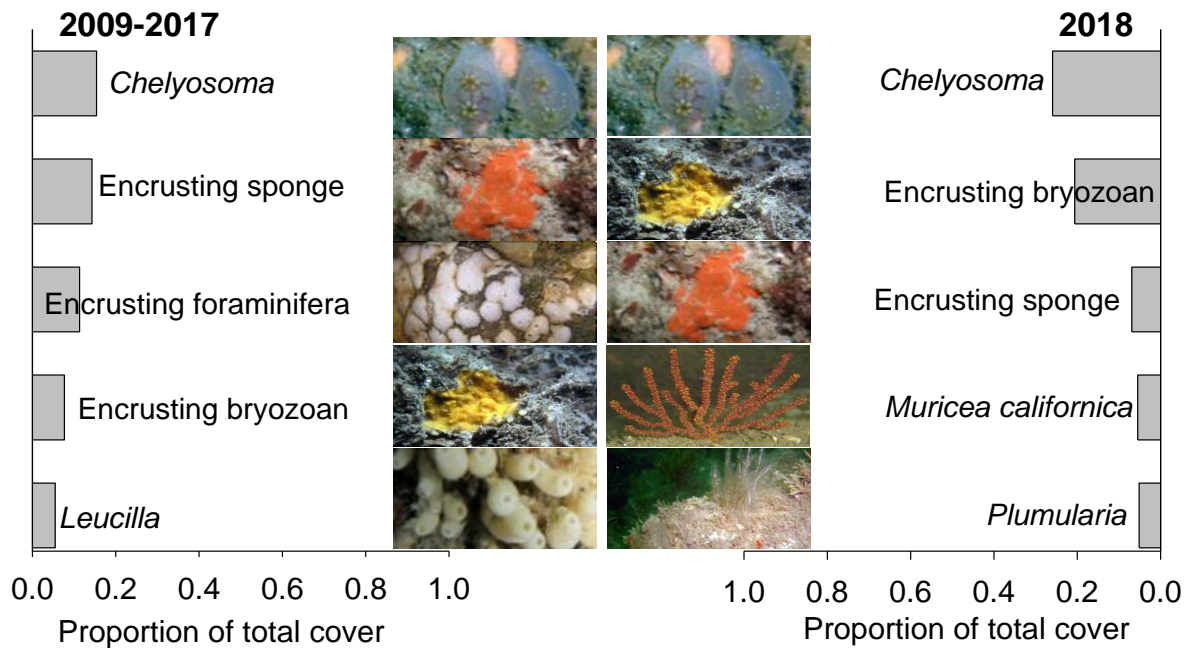 2009-2017
Chelyosoma
Encrusting sponge
Encrusting foraminifera
Encrusting bryozoan
Leucilla
0.0 0.2 0.4 0.6 0.8 1.0
Proportion of total cover
2018
Chelyosoma
Encrusting bryozoan
Encrusting sponge
Muricea californica
Plumularia
1.0 0.8 0.6 0.4 0.2 0.0
Proportion of total cover